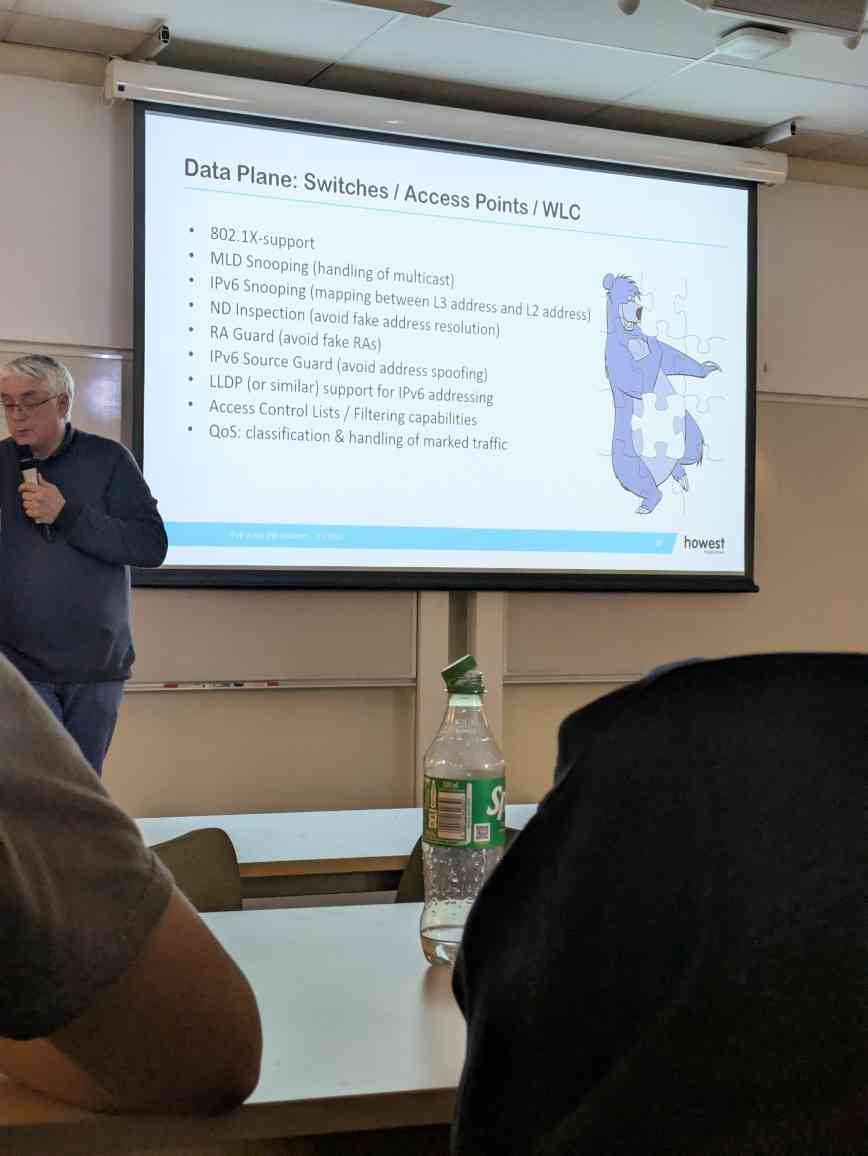 Data Plane: Switches / Access Points / WLC
• 802.1X-support
• MLD Snooping (handling of multicast)
• IPv6 Snooping (mapping between L3 address and L2 address)
• ND Inspection (avoid fake address resolution)
• RA Guard (avoid fake RAs)
• IPv6 Source Guard (avoid address spoofing)
• LLDP (or similar) support for IPv6 addressing
• Access Control Lists / Filtering capabilities
• QoS: classification & handling of marked traffic
howest